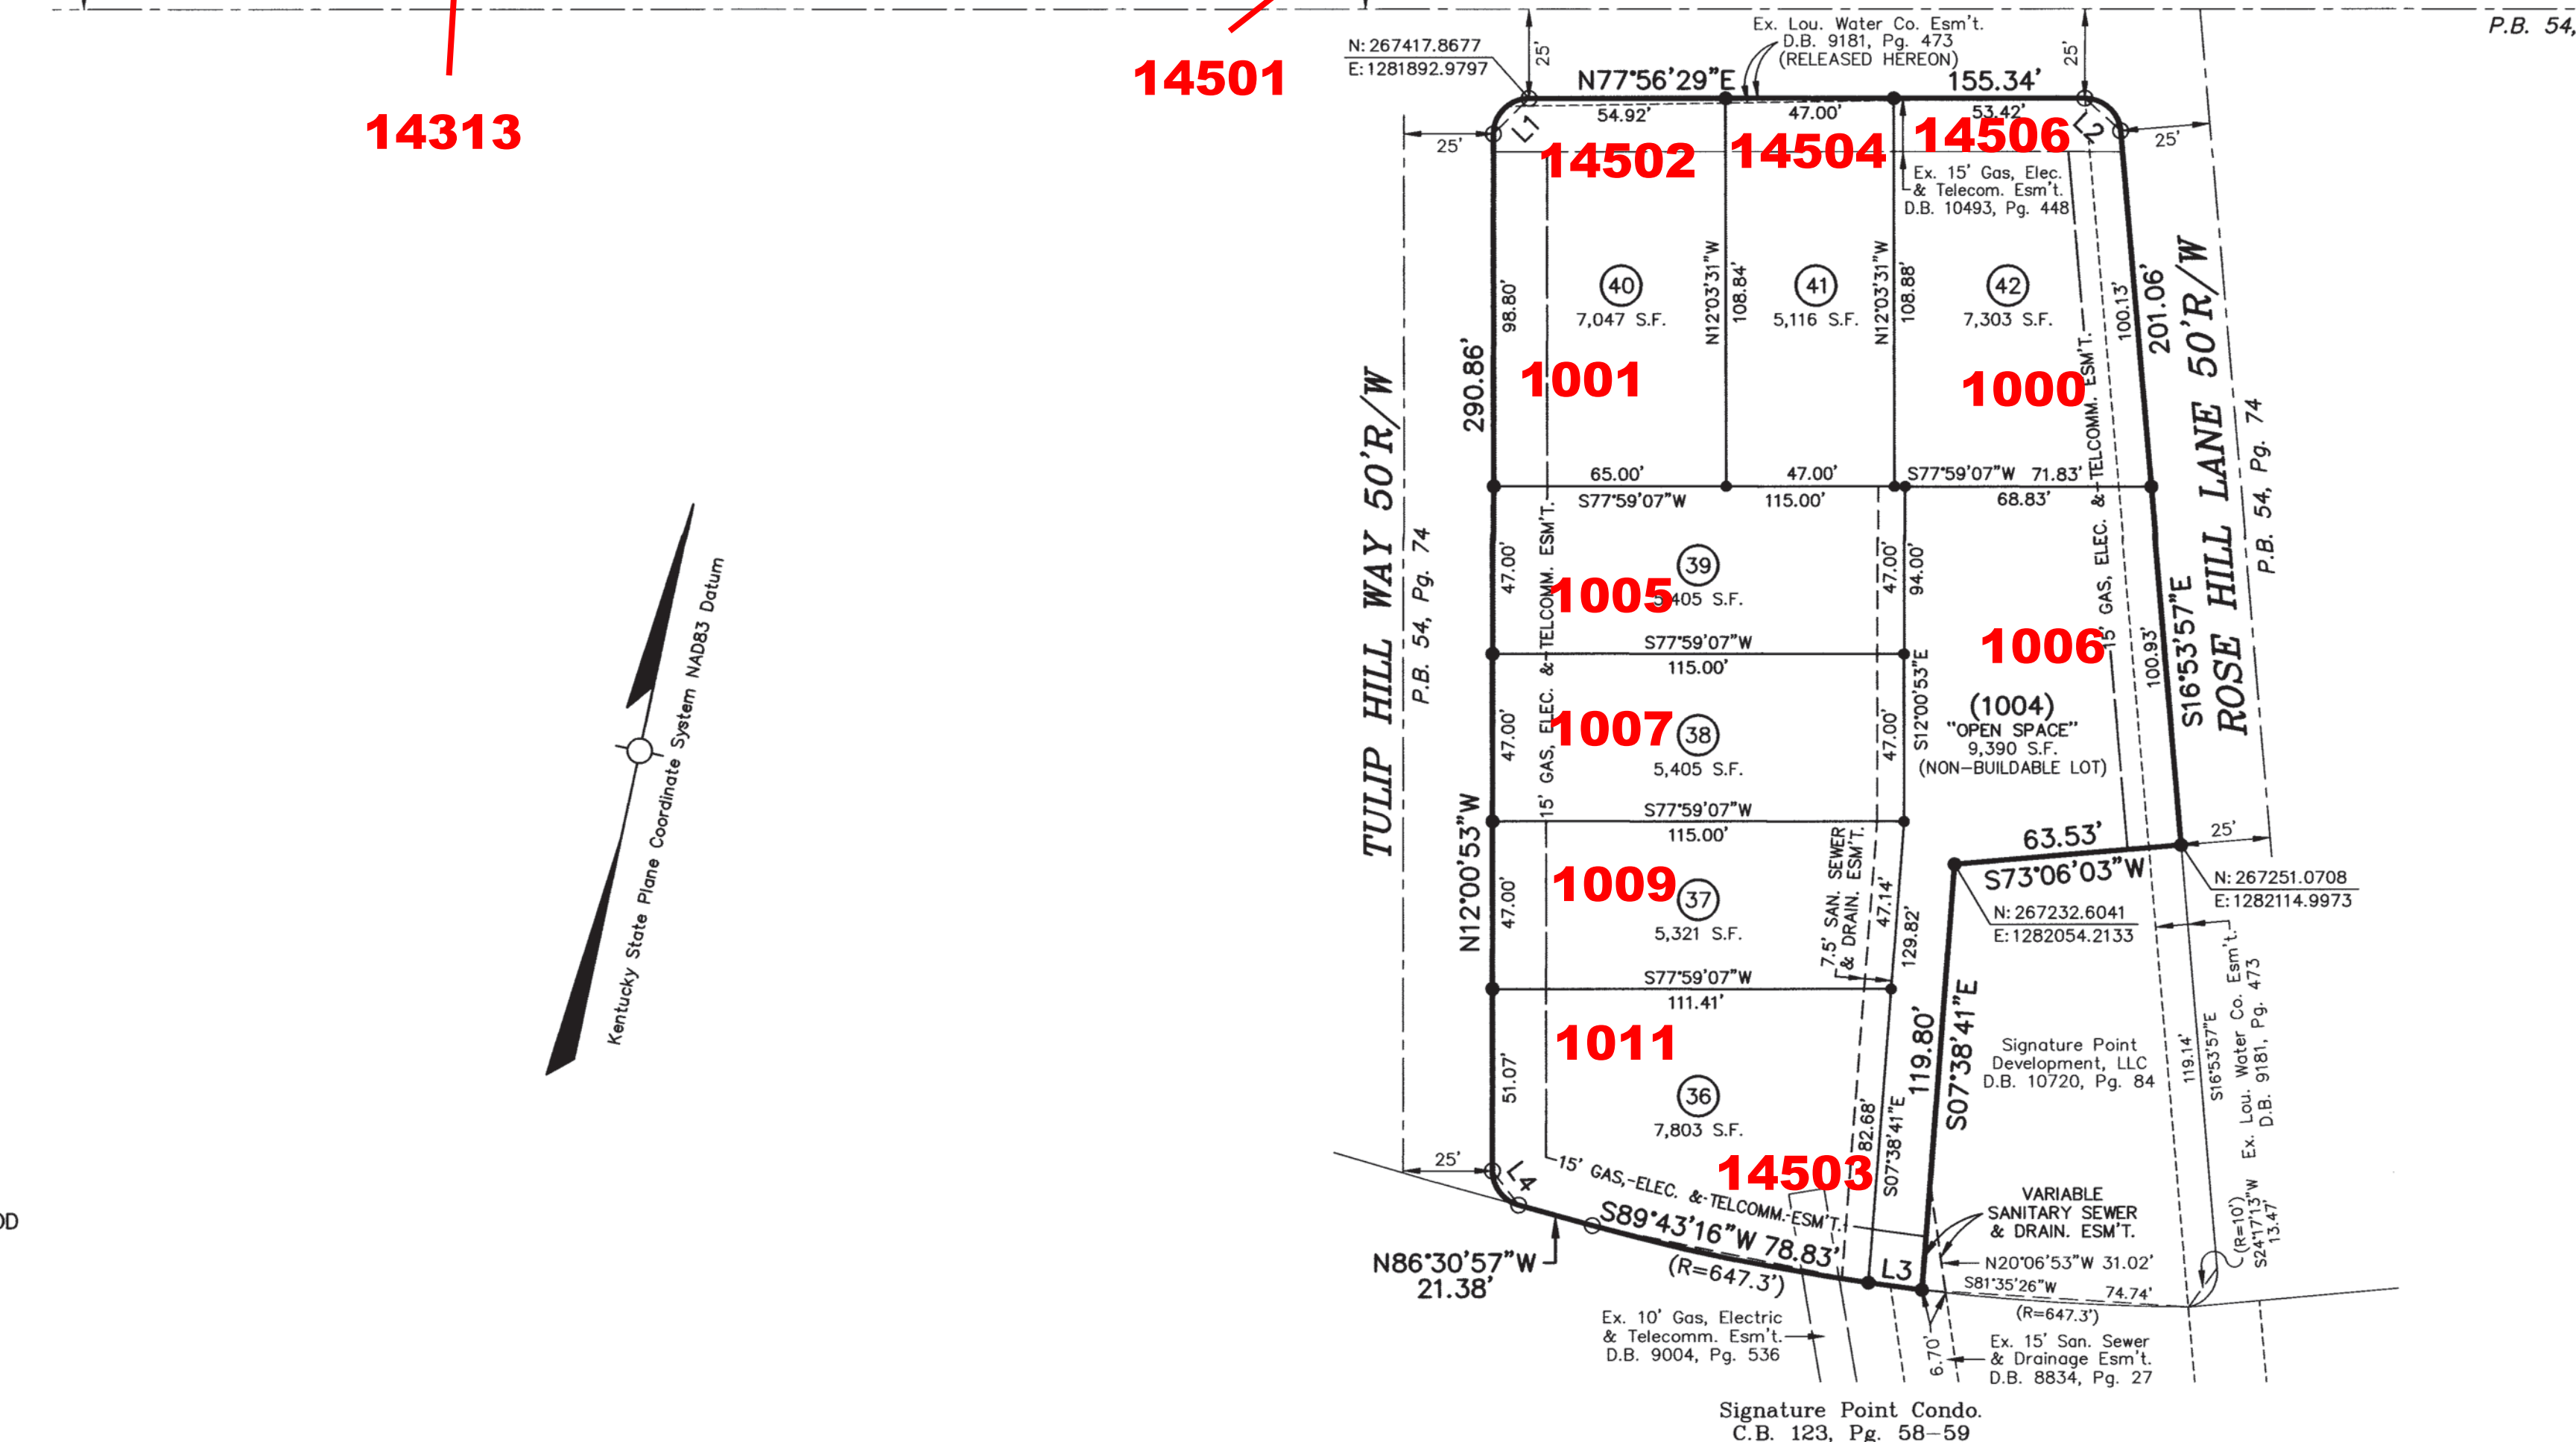 P.B. 54,
14313
14501
N: 267417.8677
E: 1281892.9797
25'
Ex. Lou. Water Co. Esm't.
D.B. 9181, Pg. 473
(RELEASED HEREON)
25'
N77°56'29"E
155.34'
54.92'
47.00'
53.42'
L1
L2
25'
25'
14502
14504
14506
Ex. 15' Gas, Elec.
& Telecom. Esm't.
D.B. 10493, Pg. 448
98.80'
N12°03'31"W
108.84'
N12°03'31"W
108.88'
100.13'
201.06'
40
7,047 S.F.
41
5,116 S.F.
42
7,303 S.F.
1001
1000
290.86'
TULIP HILL WAY 50'R/W
P.B. 54, Pg. 74
ROSE HILL LANE 50'R/W
P.B. 54, Pg. 74
65.00'
47.00'
S77°59'07"W 71.83'
S77°59'07"W
115.00'
68.83'
15' GAS, ELEC. & TELCOMM. ESM'T.
15' GAS, ELEC. & TELCOMM. ESM'T.
47.00'
39
5,405 S.F.
1005
47.00'
94.00'
S77°59'07"W
115.00'
1006
100.93'
S16°53'57"E
47.00'
1007
38
5,405 S.F.
47.00'
S12°00'53"E
(1004)
"OPEN SPACE"
9,390 S.F.
(NON-BUILDABLE LOT)
S77°59'07"W
115.00'
63.53'
S73°06'03"W
25'
N: 267251.0708
E: 1282114.9973
N: 267232.6041
E: 1282054.2133
N12°00'53"W
47.00'
1009
37
5,321 S.F.
7.5' SAN. SEWER
& DRAIN. ESM'T.
47.14'
129.82'
S77°59'07"W
111.41'
1011
51.07'
36
7,803 S.F.
82.68'
S07°38'41"E
119.80'
S07°38'41"E
Signature Point
Development, LLC
D.B. 10720, Pg. 84
119.14'
S16°53'57"E
Ex. Lou. Water Co. Esm't.
D.B. 9181, Pg. 473
25'
L4
14503
15' GAS, ELEC. & TELCOMM. ESM'T.
S89°43'16"W 78.83'
(R=647.3')
L3
N86°30'57"W
21.38'
VARIABLE
SANITARY SEWER
& DRAIN. ESM'T.
N20°06'53"W 31.02'
S81°35'26"W
74.74'
(R=647.3')
(R=10')
S24°17'13"W
13.47'
Ex. 10' Gas, Electric
& Telecomm. Esm't.
D.B. 9004, Pg. 536
6.70'
Ex. 15' San. Sewer
& Drainage Esm't.
D.B. 8834, Pg. 27
Signature Point Condo.
C.B. 123, Pg. 58-59
Kentucky State Plane Coordinate System NAD83 Datum
OD